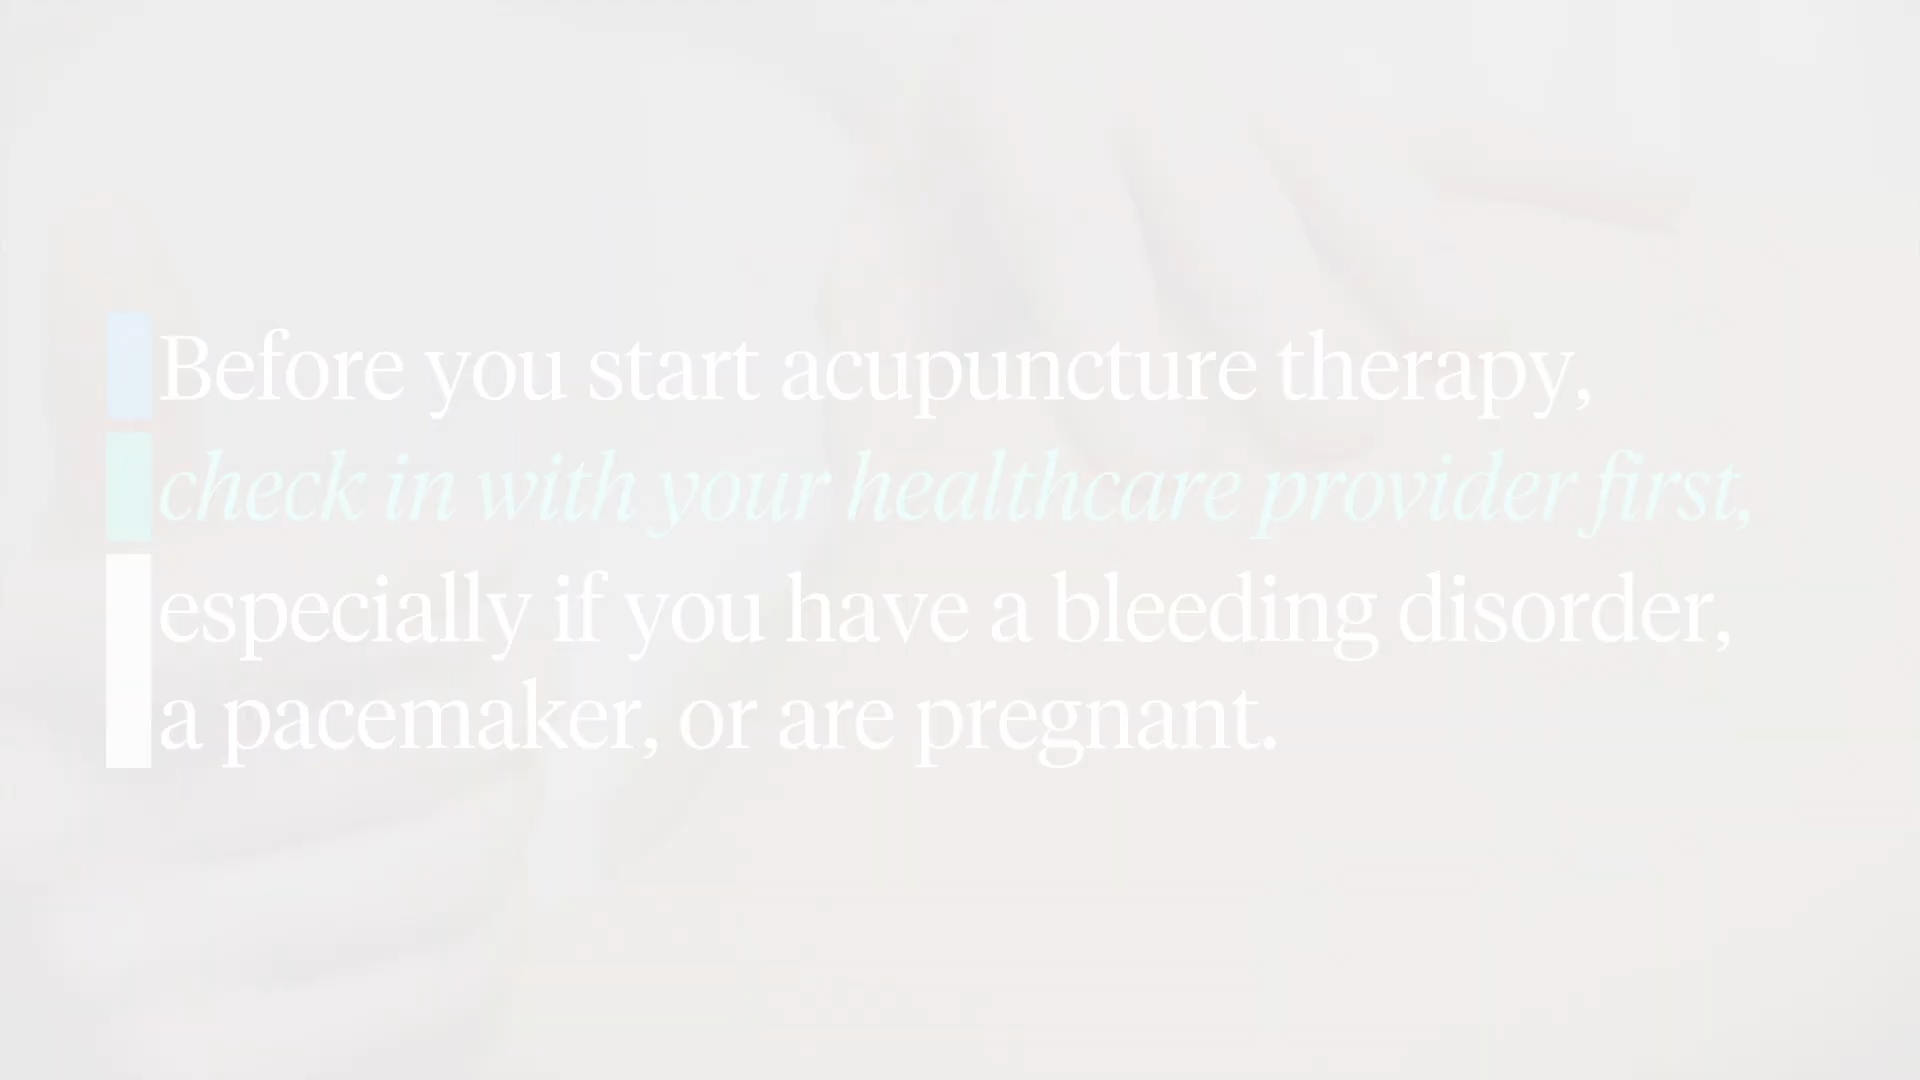 Before you start acupuncture therapy,
check in with your healthcare provider first,
especially if you have a bleeding disorder,
a pacemaker, or are pregnant.